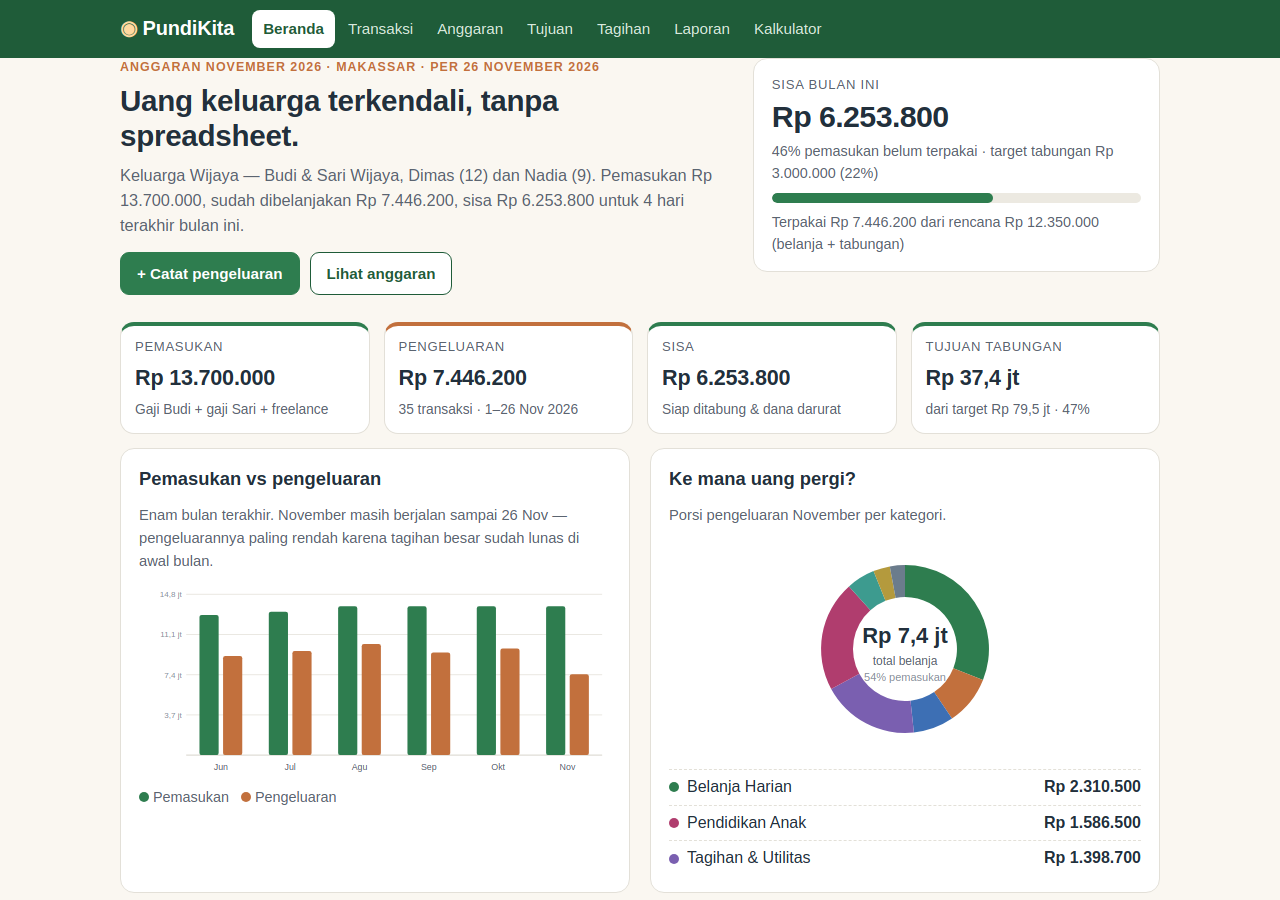 PundiKita
Beranda
Transaksi
Anggaran
Tujuan
Tagihan
Laporan
Kalkulator
ANGGARAN NOVEMBER 2026 · MAKASSAR · PER 26 NOVEMBER 2026
Uang keluarga terkendali, tanpa
spreadsheet.
Keluarga Wijaya — Budi & Sari Wijaya, Dimas (12) dan Nadia (9). Pemasukan Rp
13.700.000, sudah dibelanjakan Rp 7.446.200, sisa Rp 6.253.800 untuk 4 hari
terakhir bulan ini.
+ Catat pengeluaran
Lihat anggaran
SISA BULAN INI
Rp 6.253.800
46% pemasukan belum terpakai · target tabungan Rp
3.000.000 (22%)
Terpakai Rp 7.446.200 dari rencana Rp 12.350.000
(belanja + tabungan)
PEMASUKAN
Rp 13.700.000
Gaji Budi + gaji Sari + freelance
PENGELUARAN
Rp 7.446.200
35 transaksi · 1–26 Nov 2026
SISA
Rp 6.253.800
Siap ditabung & dana darurat
TUJUAN TABUNGAN
Rp 37,4 jt
dari target Rp 79,5 jt · 47%
Pemasukan vs pengeluaran
Enam bulan terakhir. November masih berjalan sampai 26 Nov —
pengeluarannya paling rendah karena tagihan besar sudah lunas di
awal bulan.
14,8 jt
11,1 jt
7,4 jt
3,7 jt
Jun
Jul
Agu
Sep
Okt
Nov
Pemasukan
Pengeluaran
Ke mana uang pergi?
Porsi pengeluaran November per kategori.
Rp 7,4 jt
total belanja
54% pemasukan
Belanja Harian
Rp 2.310.500
Pendidikan Anak
Rp 1.586.500
Tagihan & Utilitas
Rp 1.398.700